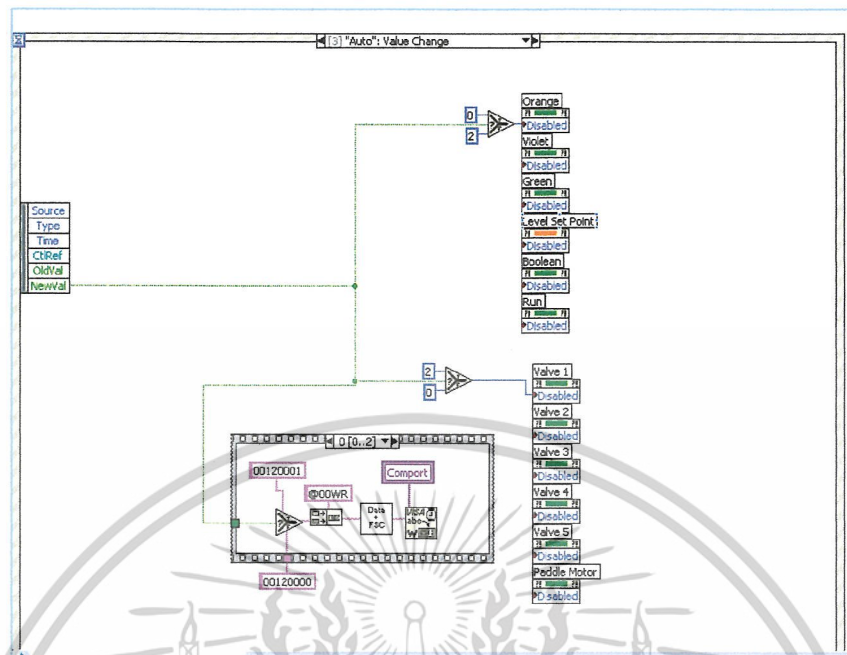 [3] "Auto": Value Change
Orange
0
Disabled
2
Violet
Disabled
Green
Disabled
Level Set Point
Disabled
Boolean
Disabled
Run
Disabled
Source
Type
Time
CtlRef
OldVal
NewVal
2
0
Valve 1
Disabled
Valve 2
Disabled
Valve 3
Disabled
Valve 4
Disabled
Valve 5
Disabled
Paddle Motor
Disabled
0 [0..2]
00120001
Comport
@00WR
Data
+
FSC
VISA
abc
W
00120000